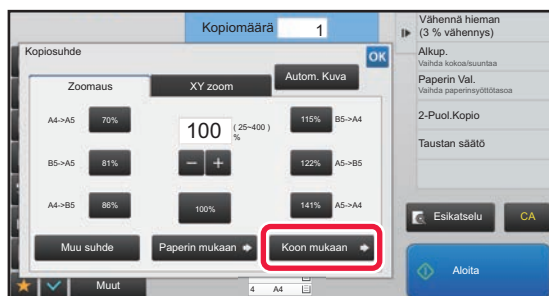 Kopiomäärä 1
Kopiosuhde
OK
Zoomaus
XY zoom
Autom. Kuva
A4->A5 70%
100 (25~400) %
115% B5->A4
B5->A5 81%
− +
122% A5->B5
A4->B5 86%
100%
141% A5->A4
Muu suhde
Paperin mukaan
Koon mukaan
Muut
4 A4
Vähennä hieman
(3 % vähennys)
Alkup.
Vaihda kokoa/suuntaa
Paperin Val.
Vaihda paperinsyöttötasoa
2-Puol.Kopio
Taustan säätö
Esikatselu
CA
Aloita